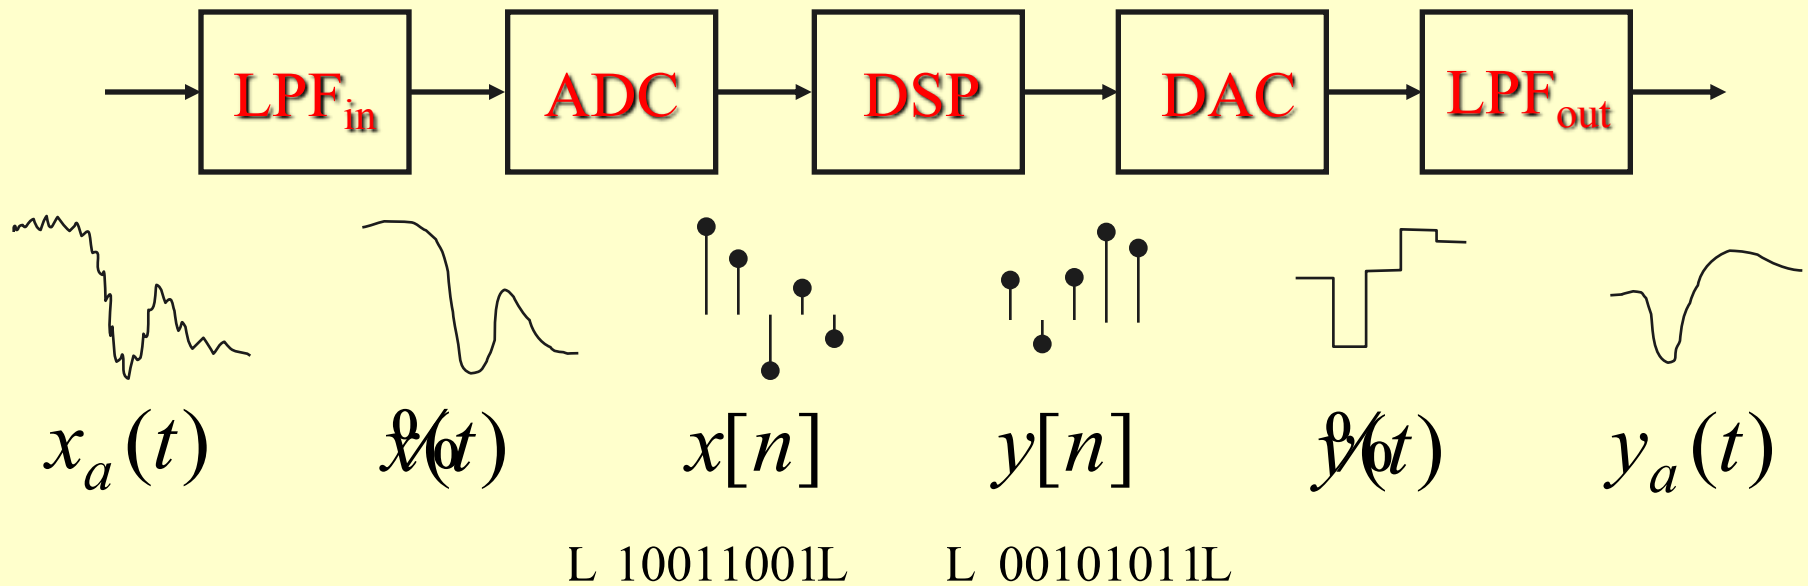 LPFin ADC DSP DAC LPFout
xa(t) x%(t) x[n] y[n] y%(t) ya(t)
L 10011001L L 00101011L